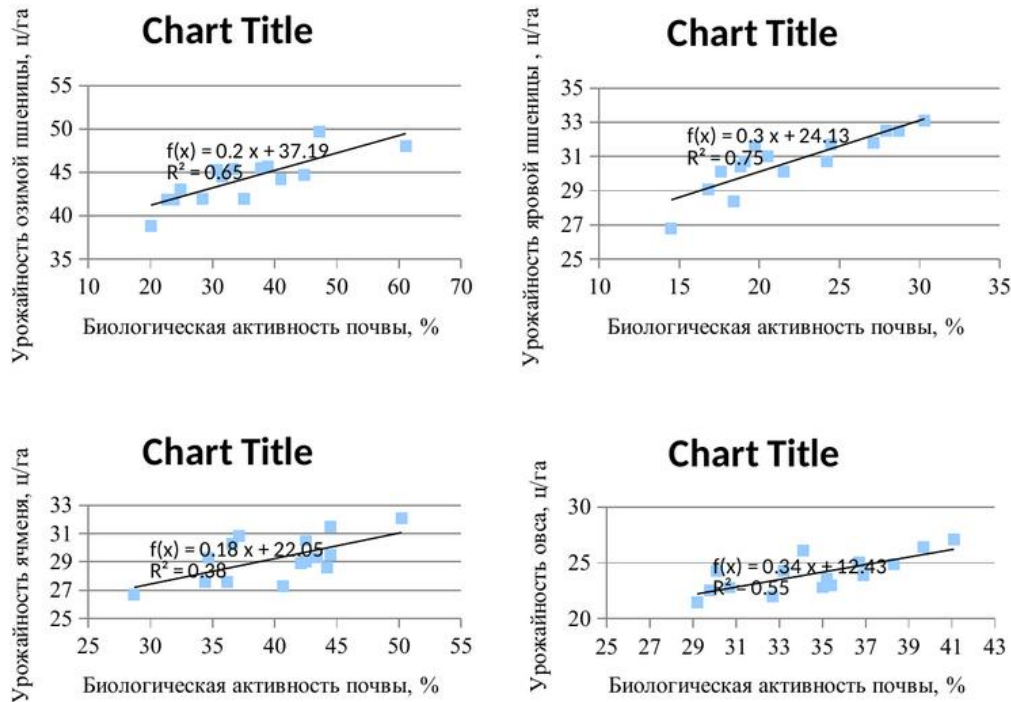 Chart Title
Урожайность озимой пшеницы, ц/га
55
50
45
40
35
f(x) = 0.2 x + 37.19
R² = 0.65
10 20 30 40 50 60 70
Биологическая активность почвы, %
Chart Title
Урожайность яровой пшеницы , ц/га
35
33
31
29
27
25
f(x) = 0.3 x + 24.13
R² = 0.75
10 15 20 25 30 35
Биологическая активность почвы, %
Chart Title
Урожайность ячменя, ц/га
33
31
29
27
25
f(x) = 0.18 x + 22.05
R² = 0.38
25 30 35 40 45 50 55
Биологическая активность почвы, %
Chart Title
Урожайность овса, ц/га
30
25
20
f(x) = 0.34 x + 12.43
R² = 0.55
25 27 29 31 33 35 37 39 41 43
Биологическая активность почвы, %